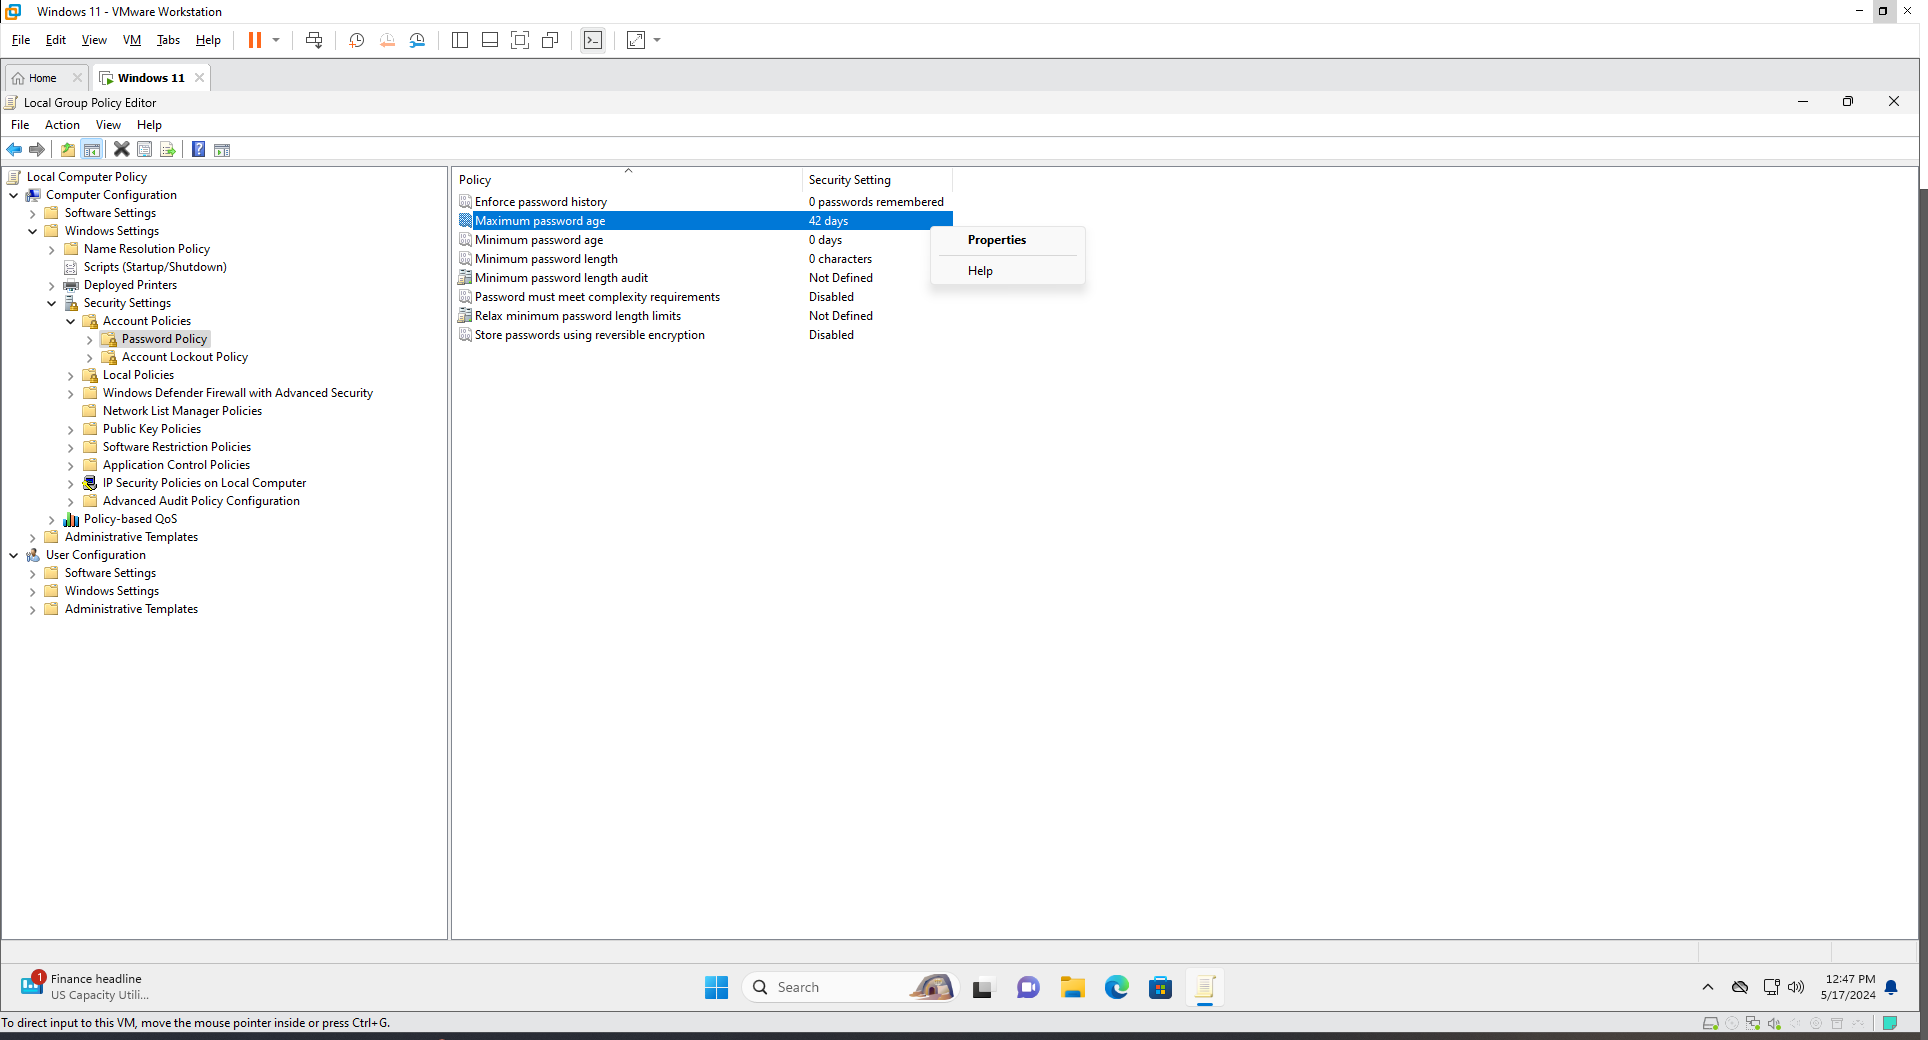 Windows 11 - VMware Workstation
File Edit View VM Tabs Help
Home Windows 11
Local Group Policy Editor
File Action View Help
Local Computer Policy
Computer Configuration
Software Settings
Windows Settings
Name Resolution Policy
Scripts (Startup/Shutdown)
Deployed Printers
Security Settings
Account Policies
Password Policy
Account Lockout Policy
Local Policies
Windows Defender Firewall with Advanced Security
Network List Manager Policies
Public Key Policies
Software Restriction Policies
Application Control Policies
IP Security Policies on Local Computer
Advanced Audit Policy Configuration
Policy-based QoS
Administrative Templates
User Configuration
Software Settings
Windows Settings
Administrative Templates
Policy Security Setting
Enforce password history 0 passwords remembered
Maximum password age 42 days
Minimum password age 0 days
Minimum password length 0 characters
Minimum password length audit Not Defined
Password must meet complexity requirements Disabled
Relax minimum password length limits Not Defined
Store passwords using reversible encryption Disabled
Properties
Help
1
Finance headline
US Capacity Utili...
Search
12:47 PM
5/17/2024
To direct input to this VM, move the mouse pointer inside or press Ctrl+G.